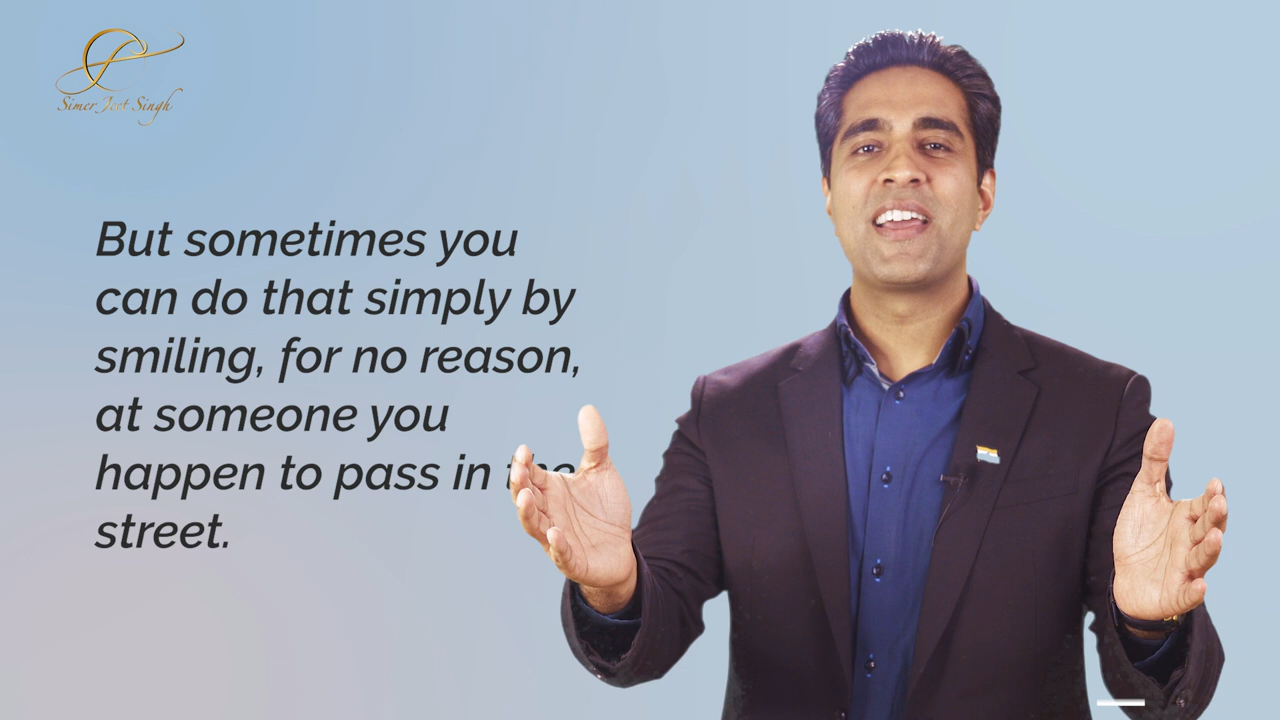 Simer Jeet Singh
But sometimes you
can do that simply by
smiling, for no reason,
at someone you
happen to pass in the
street.